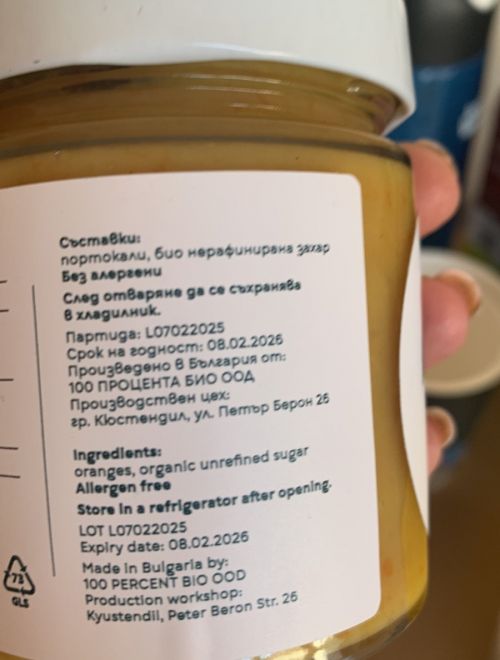 Съставки:
портокали, био нерафинирана захар
Без алергени
След отваряне да се съхранява
в хладилник.
Партида: L07022025
Срок на годност: 08.02.2026
Произведено в България от:
100 ПРОЦЕНТА БИО ООД
Производствен цех:
гр. Кюстендил, ул. Петър Берон 26
Ingredients:
oranges, organic unrefined sugar
Allergen free
Store in a refrigerator after opening.
LOT L07022025
Expiry date: 08.02.2026
Made in Bulgaria by:
100 PERCENT BIO OOD
Production workshop:
Kyustendil, Peter Beron Str. 26
73
GLS